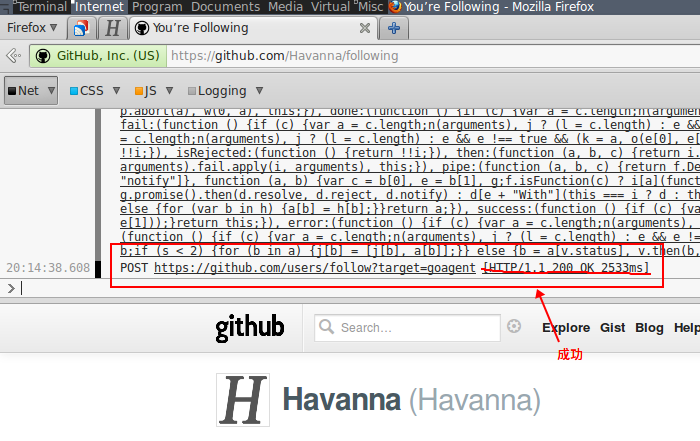 Terminal Internet Program Documents Media Virtual Misc You're Following - Mozilla Firefox
Firefox H You're Following
GitHub, Inc. (US) https://github.com/Havanna/following
Net CSS JS Logging
p.abort(a), w(0, a), this;}), done:(function () {if (c) {var a = c.length;n(argumen
fail:(function () {if (c) {var a = c.length;n(arguments), j ? (l = c.length) : e &&
= c.length;n(arguments), j ? (l = c.length) : e && e !== true && (k = a, o(e[0], e[
!!i;}), isRejected:(function () {return !!i;}), then:(function (a, b, c) {return i.
arguments).fail.apply(i, arguments), this;}), pipe:(function (a, b, c) {return f.De
"notify"]}, function (a, b) {var c = b[0], e = b[1], g;f.isFunction(c) ? i[a](funct
g.promise().then(d.resolve, d.reject, d.notify) : d[e + "With"](this === i ? d : th
else {for (var b in h) {a[b] = h[b];}}return a;}), success:(function () {if (c) {va
e[1]));}return this;}), error:(function () {if (c) {var a = c.length;n(arguments),
(function () {if (c) {var a = c.length;n(arguments), j ? (l = c.length) : e && e !=
b;if (s < 2) {for (b in a) {j[b] = [j[b], a[b]];}} else {b = a[v.status], v.then(b,
20:14:38.608 POST https://github.com/users/follow?target=goagent [HTTP/1.1 200 OK 2533ms]
>
github Search... Explore Gist Blog Help
成功
H Havanna (Havanna)